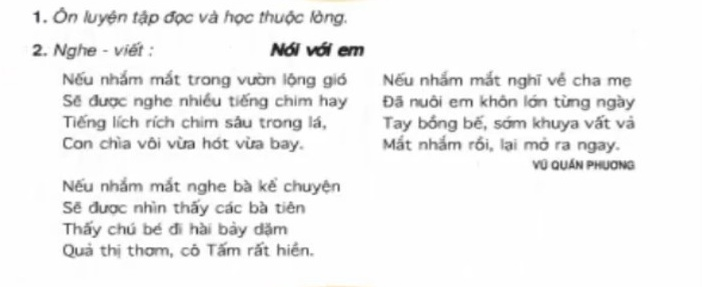 1. Ôn luyện tập đọc và học thuộc lòng.
2. Nghe - viết : Nói với em
Nếu nhắm mắt trong vườn lộng gió
Sẽ được nghe nhiều tiếng chim hay
Tiếng lích rích chim sâu trong lá,
Con chìa vôi vừa hót vừa bay.
Nếu nhắm mắt nghe bà kể chuyện
Sẽ được nhìn thấy các bà tiên
Thấy chú bé đi hài bảy dặm
Quả thị thơm, cô Tấm rất hiền.
Nếu nhắm mắt nghĩ về cha mẹ
Đã nuôi em khôn lớn từng ngày
Tay bồng bế, sớm khuya vất vả
Mắt nhắm rồi, lại mở ra ngay.
VŨ QUẦN PHƯƠNG